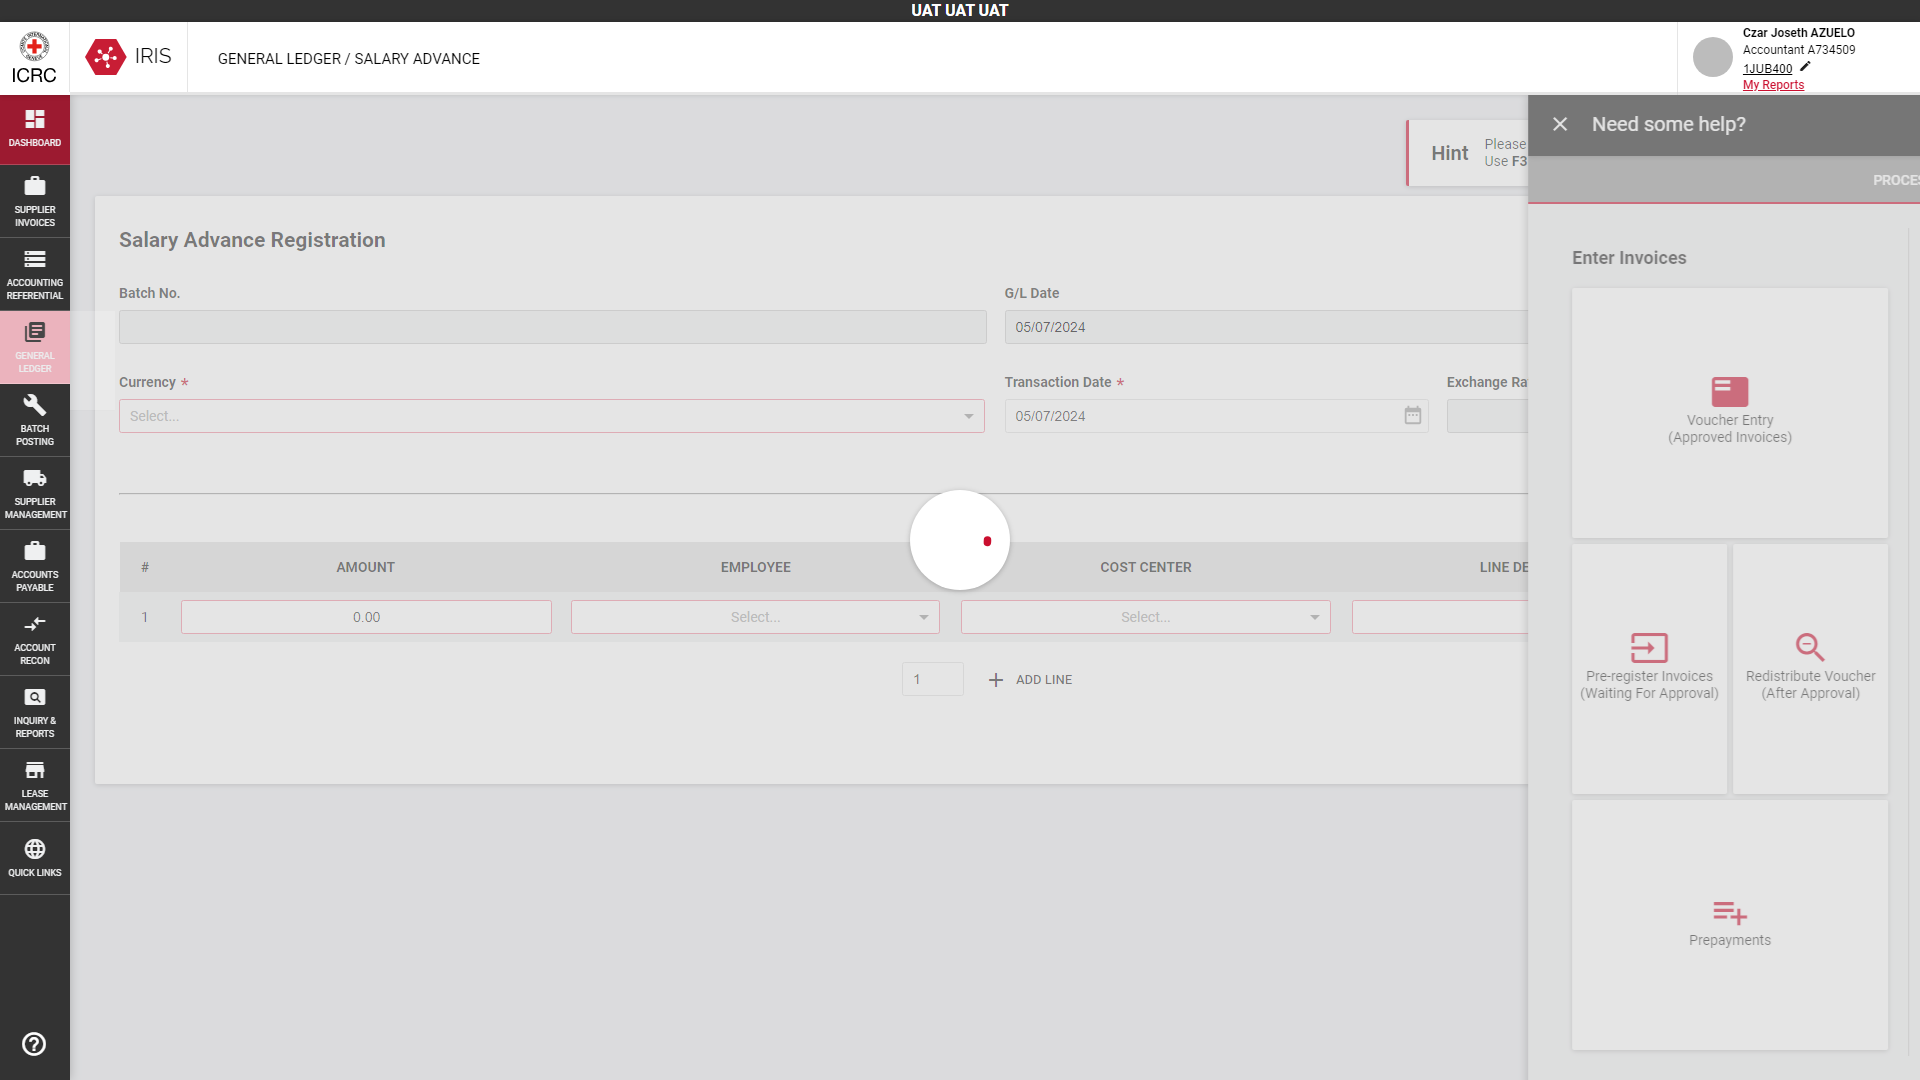 UAT UAT UAT
ICRC
IRIS
GENERAL LEDGER / SALARY ADVANCE
Czar Joseth AZUELO
Accountant A734509
1JUB400
My Reports
DASHBOARD
SUPPLIER
INVOICES
ACCOUNTING
REFERENTIAL
GENERAL
LEDGER
BATCH
POSTING
SUPPLIER
MANAGEMENT
ACCOUNTS
PAYABLE
ACCOUNT
RECON
INQUIRY &
REPORTS
LEASE
MANAGEMENT
QUICK LINKS
Hint
Please
Use F3
Salary Advance Registration
Batch No.
G/L Date
05/07/2024
Currency *
Transaction Date *
Exchange Ra
Select...
05/07/2024
# AMOUNT EMPLOYEE COST CENTER LINE DE
1 0.00 Select... Select...
1 + ADD LINE
Need some help?
PROCES
Enter Invoices
Voucher Entry
(Approved Invoices)
Pre-register Invoices
(Waiting For Approval)
Redistribute Voucher
(After Approval)
Prepayments